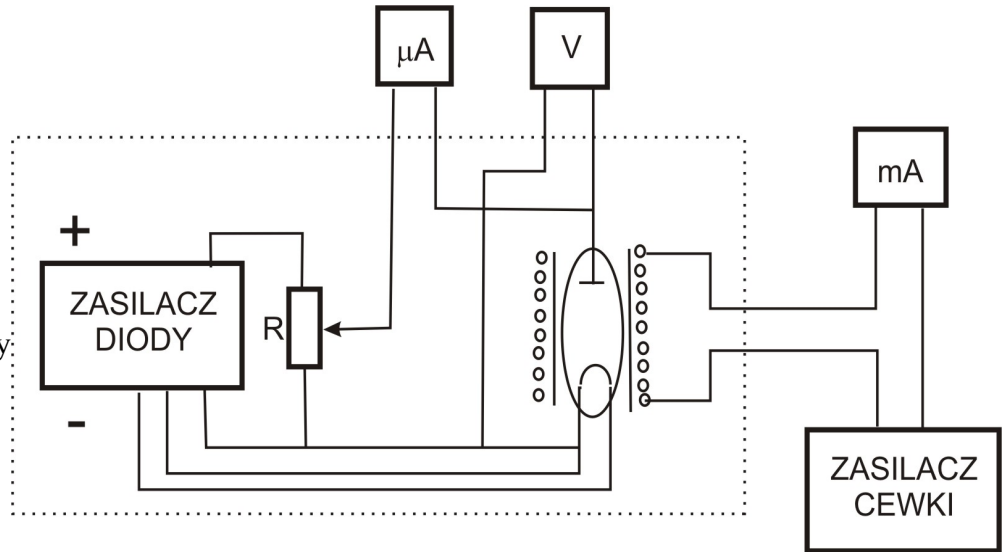 μA
V
mA
+
ZASILACZ
DIODY
R
y
-
ZASILACZ
CEWKI